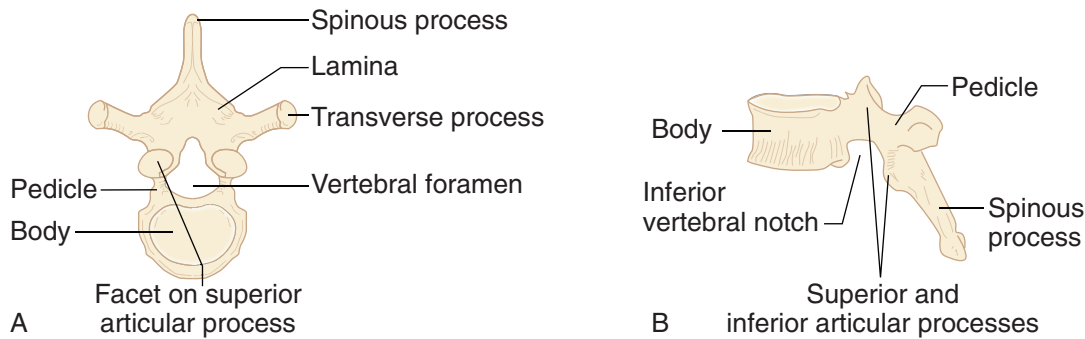 Spinous process
Lamina
Transverse process
Pedicle
Vertebral foramen
Body
Facet on superior
articular process
A
Pedicle
Body
Inferior
vertebral notch
Spinous
process
Superior and
inferior articular processes
B